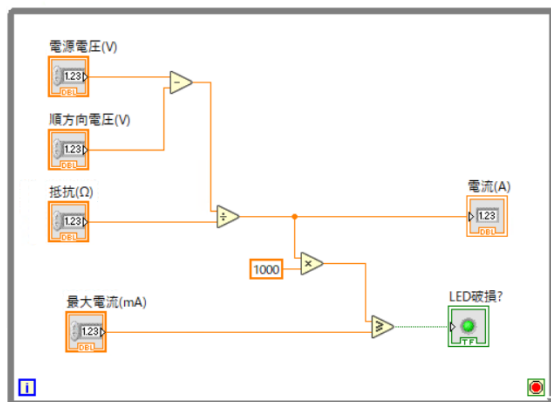 電源電圧(V)
1.23
DBL
順方向電圧(V)
1.23
DBL
抵抗(Ω)
1.23
DBL
電流(A)
1.23
DBL
1000
最大電流(mA)
1.23
DBL
LED破損?
TF
i